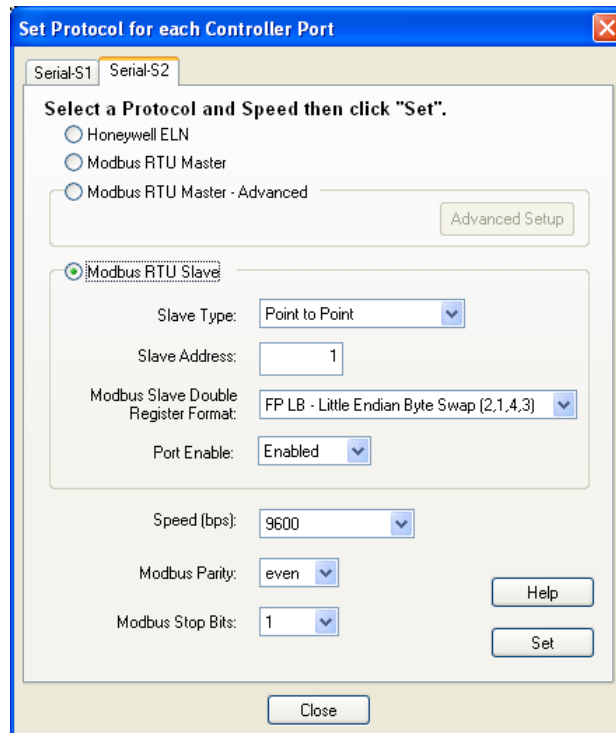 Set Protocol for each Controller Port
Serial-S1 Serial-S2
Select a Protocol and Speed then click "Set".
Honeywell ELN
Modbus RTU Master
Modbus RTU Master - Advanced
Advanced Setup
Modbus RTU Slave
Slave Type: Point to Point
Slave Address: 1
Modbus Slave Double
Register Format: FP LB - Little Endian Byte Swap (2,1,4,3)
Port Enable: Enabled
Speed (bps): 9600
Modbus Parity: even
Help
Modbus Stop Bits: 1
Set
Close